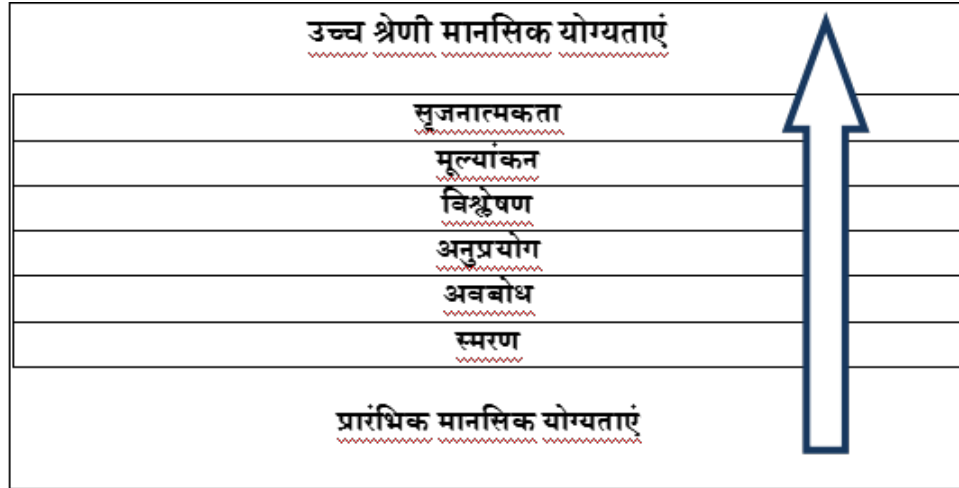 उच्च श्रेणी मानसिक योग्यताएं
सृजनात्मकता
मूल्यांकन
विश्लेषण
अनुप्रयोग
अवबोध
स्मरण
प्रारंभिक मानसिक योग्यताएं